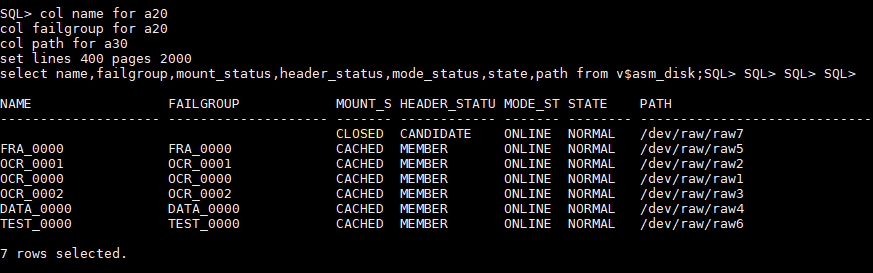 SQL> col name for a20
col failgroup for a20
col path for a30
set lines 400 pages 2000
select name,failgroup,mount_status,header_status,mode_status,state,path from v$asm_disk;SQL> SQL> SQL> SQL>
NAME                 FAILGROUP            MOUNT_S HEADER_STATU MODE_ST STATE    PATH
-------------------- -------------------- ------- ------------ ------- -------- ------------------------------
                                          CLOSED  CANDIDATE    ONLINE  NORMAL   /dev/raw/raw7
FRA_0000             FRA_0000             CACHED  MEMBER       ONLINE  NORMAL   /dev/raw/raw5
OCR_0001             OCR_0001             CACHED  MEMBER       ONLINE  NORMAL   /dev/raw/raw2
OCR_0000             OCR_0000             CACHED  MEMBER       ONLINE  NORMAL   /dev/raw/raw1
OCR_0002             OCR_0002             CACHED  MEMBER       ONLINE  NORMAL   /dev/raw/raw3
DATA_0000            DATA_0000            CACHED  MEMBER       ONLINE  NORMAL   /dev/raw/raw4
TEST_0000            TEST_0000            CACHED  MEMBER       ONLINE  NORMAL   /dev/raw/raw6
7 rows selected.